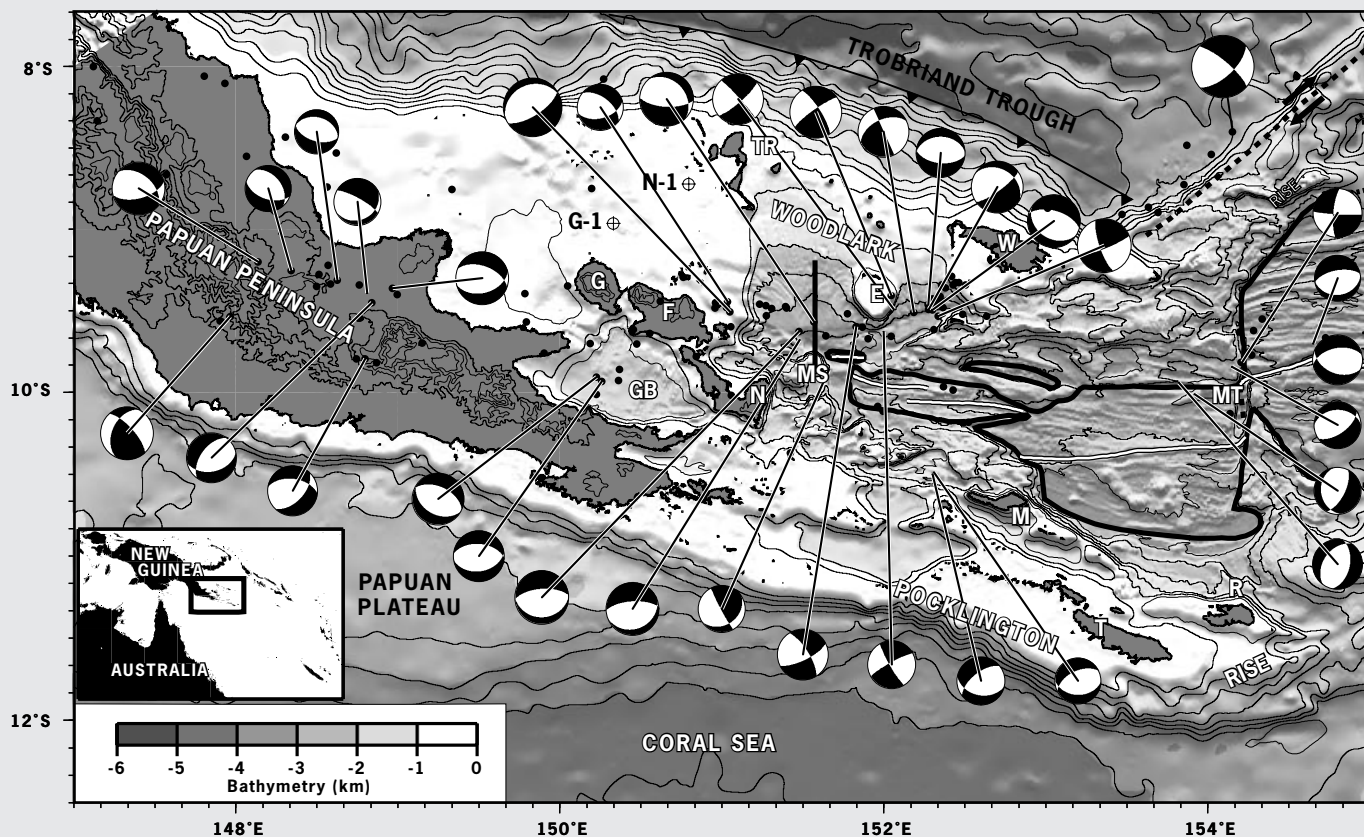 8°S
TROBRIAND TROUGH
TR
N-1
RISE
WOODLARK
G-1
PAPUAN PENINSULA
W
G
E
F
10°S
MS
GB
N
MT
M
NEW
GUINEA
PAPUAN
PLATEAU
POCKLINGTON
R
T
AUSTRALIA
RISE
12°S
CORAL SEA
-6 -5 -4 -3 -2 -1 0
Bathymetry (km)
148°E 150°E 152°E 154°E